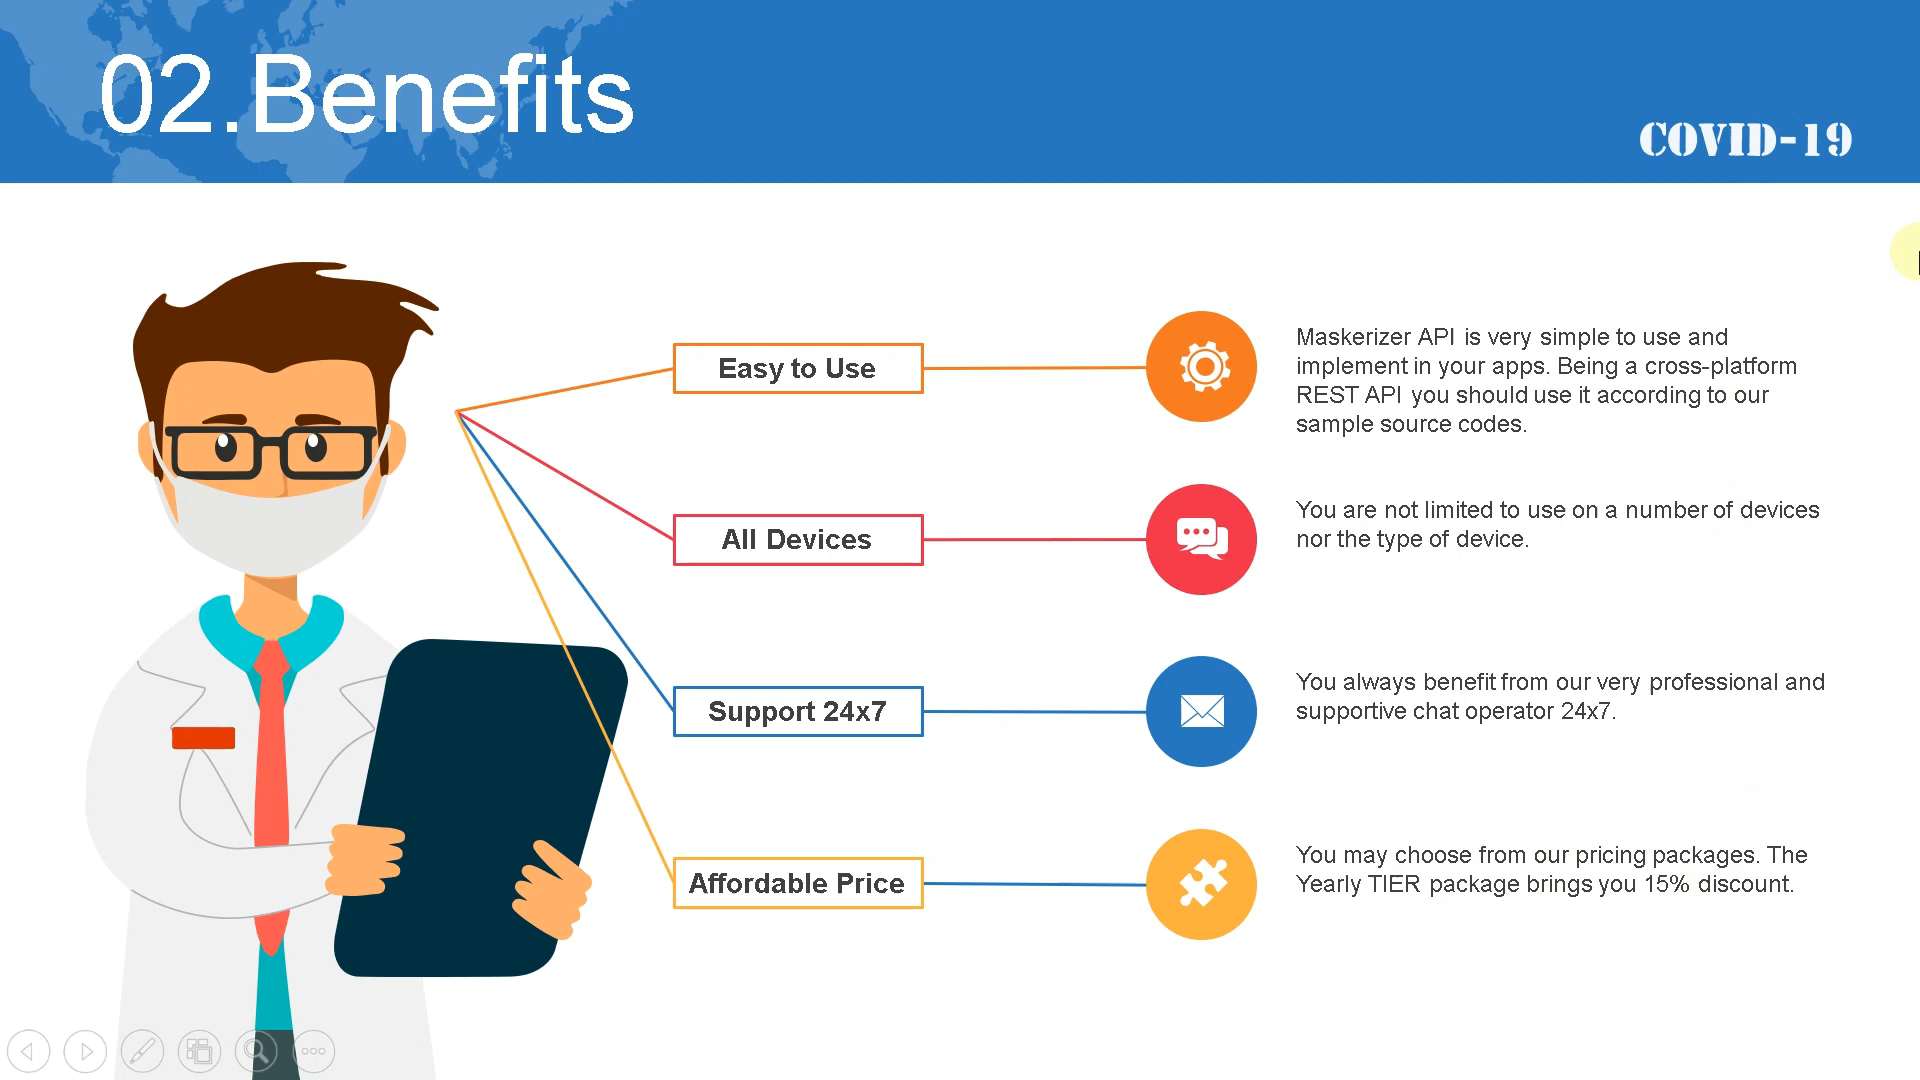 02.Benefits
COVID-19
Easy to Use
Maskerizer API is very simple to use and
implement in your apps. Being a cross-platform
REST API you should use it according to our
sample source codes.
All Devices
You are not limited to use on a number of devices
nor the type of device.
Support 24x7
You always benefit from our very professional and
supportive chat operator 24x7.
Affordable Price
You may choose from our pricing packages. The
Yearly TIER package brings you 15% discount.